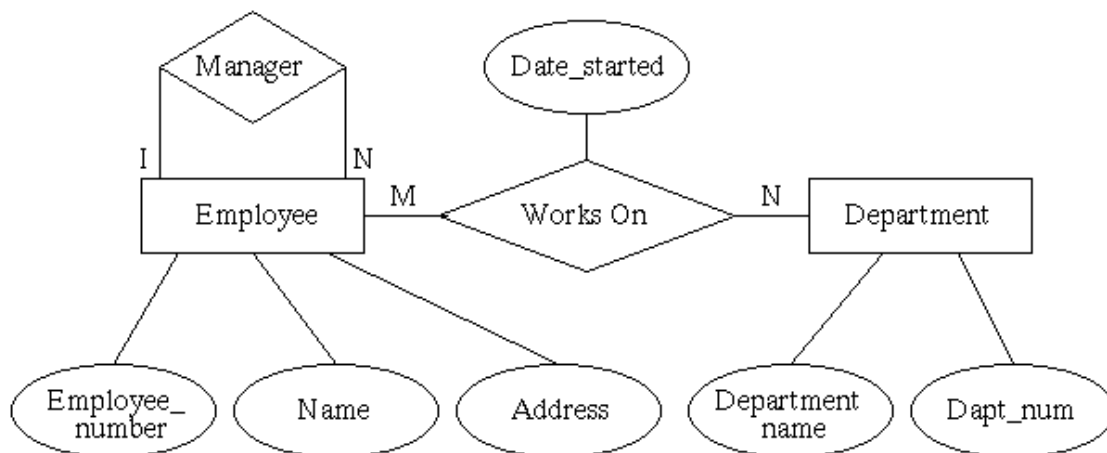 Manager
Date_started
I
N
Employee
M
Works On
N
Department
Employee_
number
Name
Address
Department
name
Dapt_num